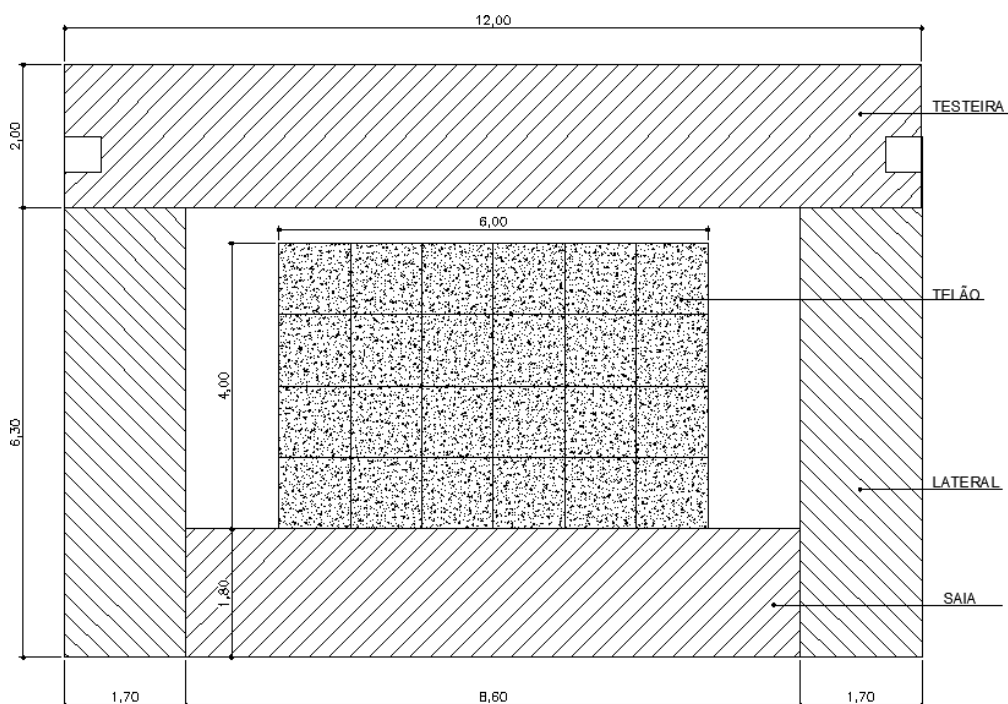 12,00
2,00
TESTEIRA
6,00
TELÃO
4,00
6,30
LATERAL
1,80
SAIA
1,70
8,60
1,70